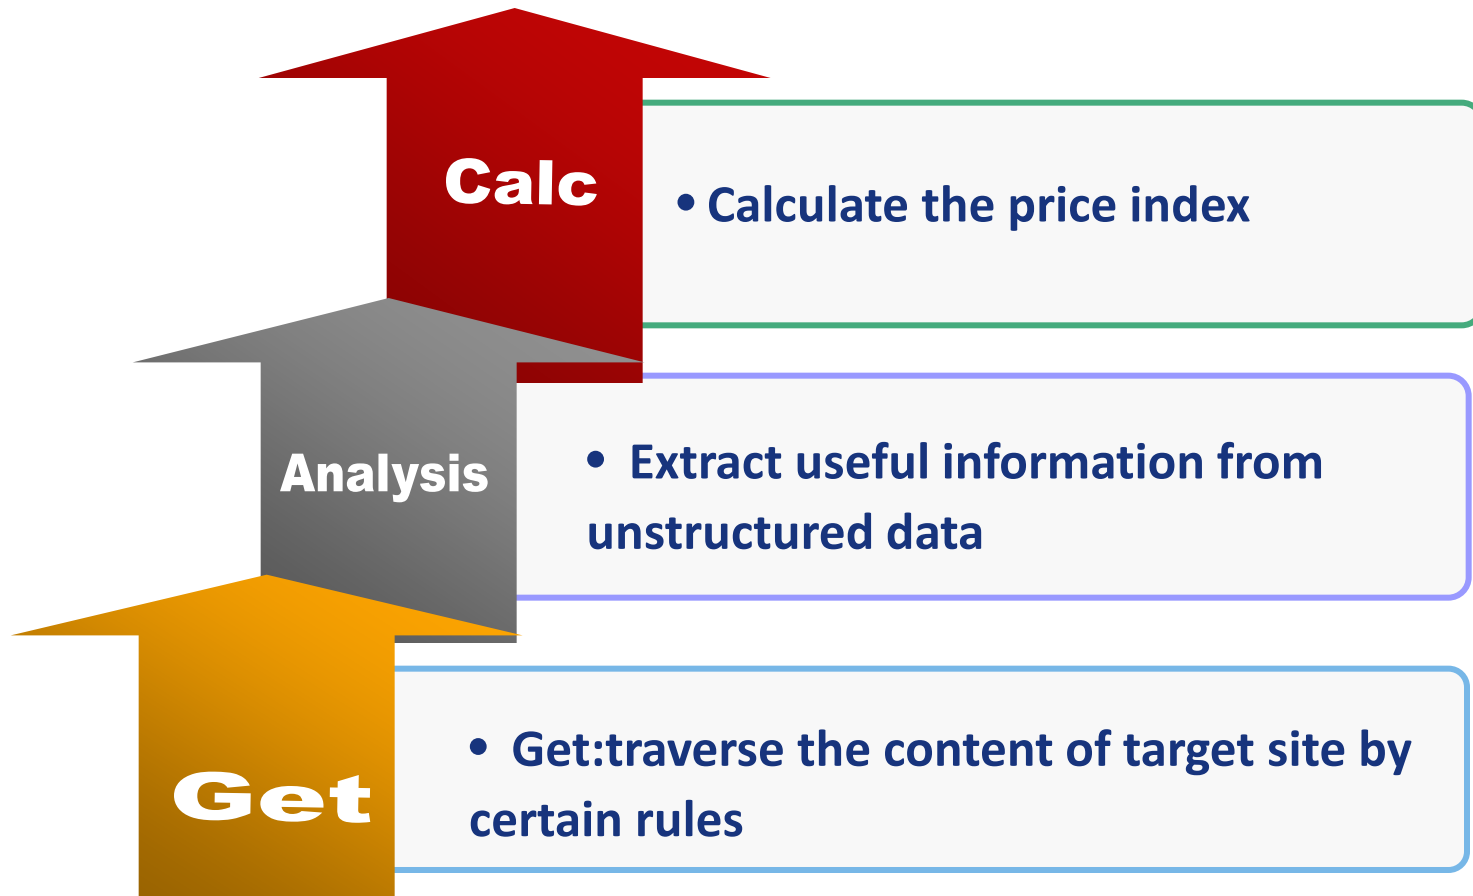 Calc
• Calculate the price index
Analysis
• Extract useful information from
unstructured data
Get
• Get:traverse the content of target site by
certain rules